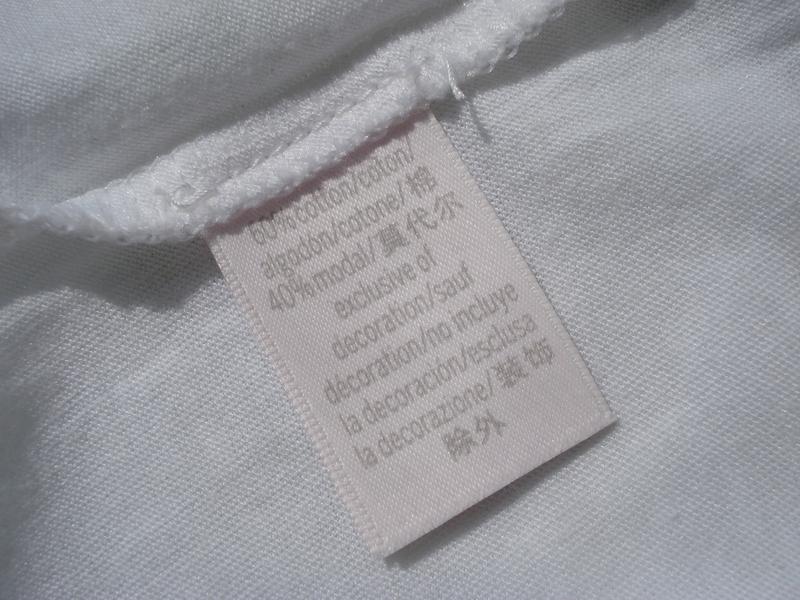 60% cotton/coton/
algodón/cotone/棉
40% modal/莫代尔
exclusive of
decoration/sauf
décoration/no incluye
la decoración/esclusa
la decorazione/装饰
除外